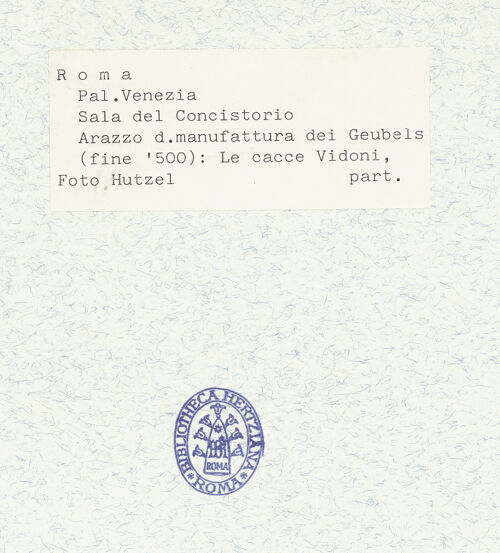 R o m a
Pal.Venezia
Sala del Concistorio
Arazzo d.manufattura dei Geubels
(fine '500): Le cacce Vidoni,
Foto Hutzel part.
BIBLIOTHECA HERTZIANA
ROMA
* ROMA *